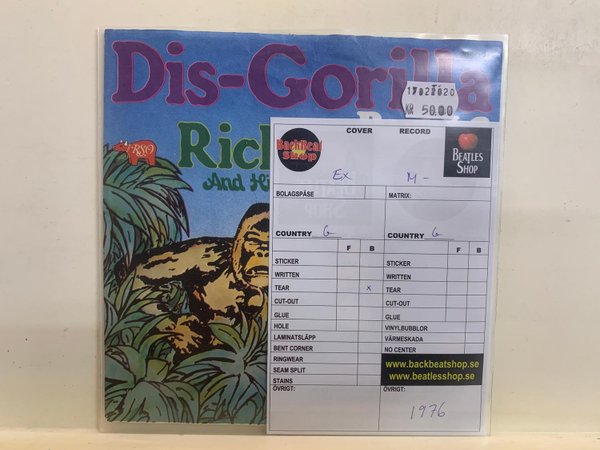 Dis-Gorilla
RSO
Rick
And Hi
17022020
KR 50.00
COVER RECORD
BackBeat SHOP
BEATLES SHOP
Ex M-
BOLAGSPÅSE MATRIX:
COUNTRY G COUNTRY G
F B F B
STICKER STICKER
WRITTEN WRITTEN
TEAR x TEAR
CUT-OUT CUT-OUT
GLUE GLUE
HOLE VINYLBUBBLOR
LAMINATSLÄPP VÄRMESKADA
BENT CORNER NO CENTER
RINGWEAR www.backbeatshop.se
SEAM SPLIT www.beatlesshop.se
STAINS
ÖVRIGT: ÖVRIGT:
1976